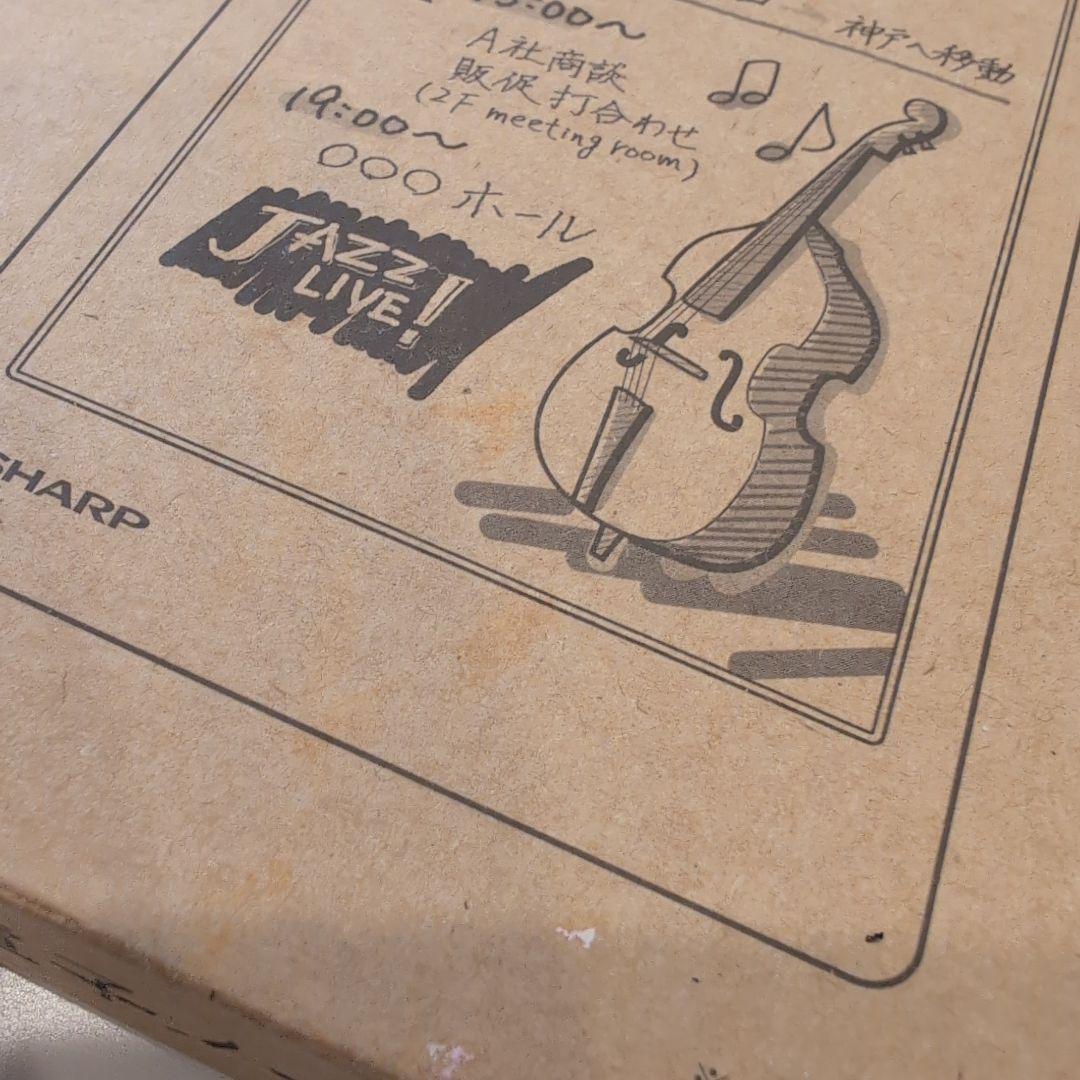 神戸へ移動
A社商談
販促打合わせ
(2F meeting room)
19:00〜
○○○ホール
JAZZ
LIVE!
SHARP